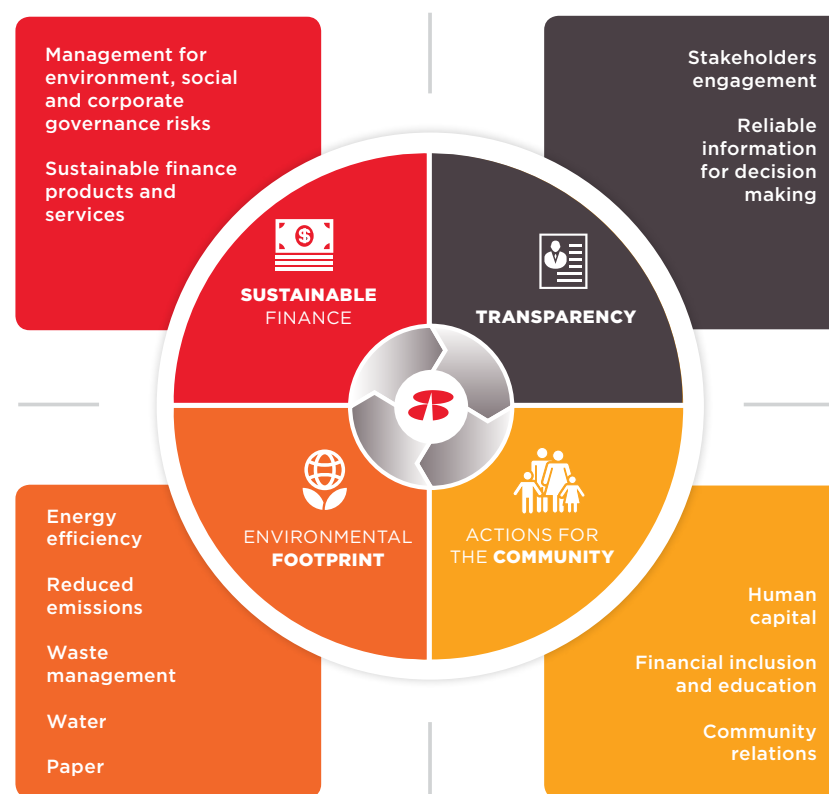 Management for
environment, social
and corporate
governance risks
Sustainable finance
products and
services
Stakeholders
engagement
Reliable
information
for decision
making
$
SUSTAINABLE
FINANCE
TRANSPARENCY
ENVIRONMENTAL
FOOTPRINT
ACTIONS FOR
THE COMMUNITY
Energy
efficiency
Reduced
emissions
Waste
management
Water
Paper
Human
capital
Financial inclusion
and education
Community
relations